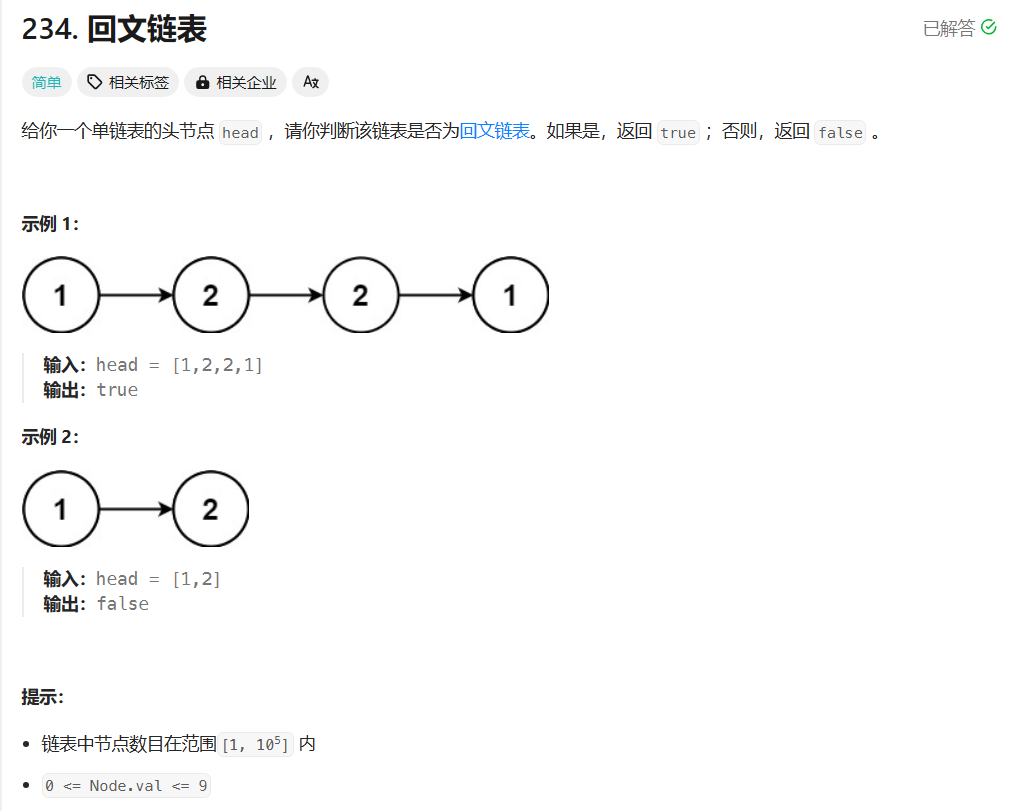 234. 回文链表
已解答
简单 相关标签 相关企业 Aあ
给你一个单链表的头节点 head ，请你判断该链表是否为回文链表。如果是，返回 true ；否则，返回 false 。
示例 1：
1 2 2 1
输入：head = [1,2,2,1]
输出：true
示例 2：
1 2
输入：head = [1,2]
输出：false
提示：
链表中节点数目在范围[1, 10⁵] 内
0 <= Node.val <= 9